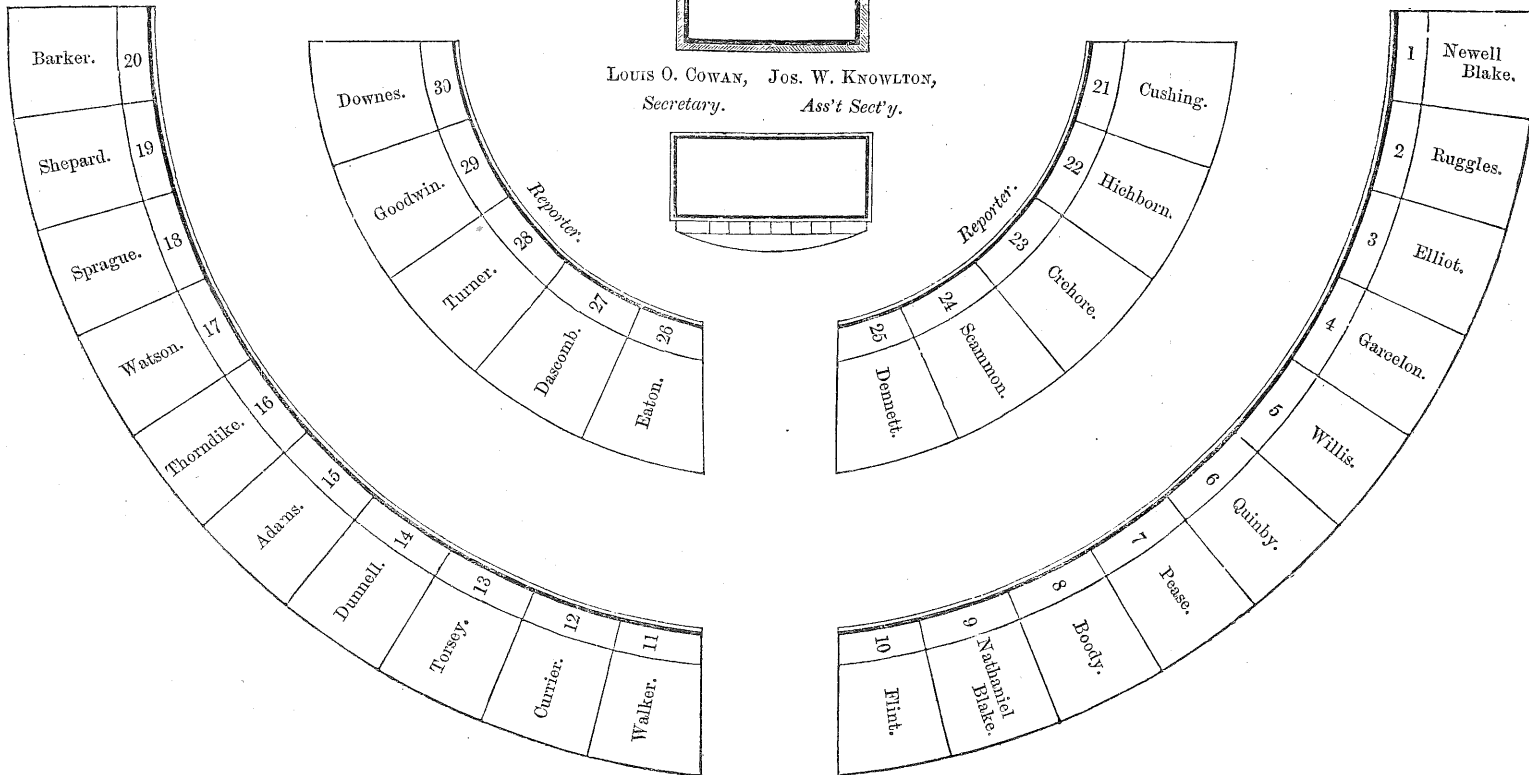 LOUIS O. COWAN, JOS. W. KNOWLTON,
Secretary. Ass't Sect'y.
Reporter.
Reporter.
1 Newell
Blake.
2 Ruggles.
3 Elliot.
4 Garcelon.
5 Willis.
6 Quinby.
7 Pease.
8 Boody.
9 Nathaniel
Blake.
10 Flint.
11 Walker.
12 Currier.
13 Torsey.
14 Dunnell.
15 Adams.
16 Thorndike.
17 Watson.
18 Sprague.
19 Shepard.
20 Barker.
21 Cushing.
22 Hichborn.
23 Crehore.
24 Scammon.
25 Dennett.
26 Eaton.
27 Dascomb.
28 Turner.
29 Goodwin.
30 Downes.